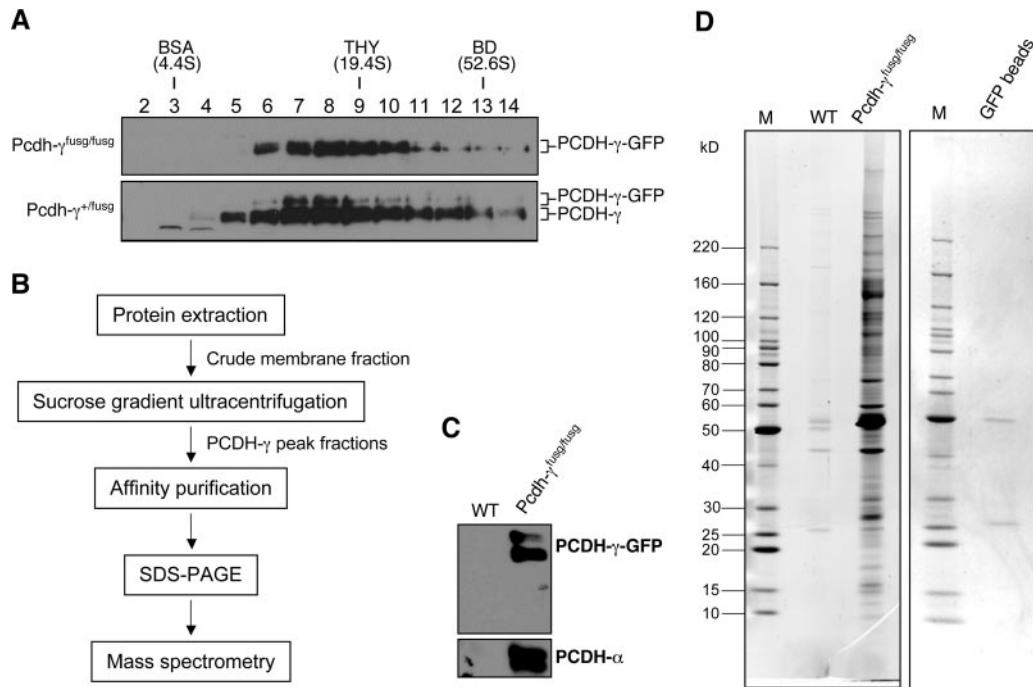 A
BSA
(4.4S)
THY
(19.4S)
BD
(52.6S)
2 3 4 5 6 7 8 9 10 11 12 13 14
Pcdh-γfusg/fusg
PCDH-γ-GFP
Pcdh-γ+/fusg
PCDH-γ-GFP
PCDH-γ
B
Protein extraction
Crude membrane fraction
Sucrose gradient ultracentrifugation
PCDH-γ peak fractions
Affinity purification
SDS-PAGE
Mass spectrometry
C
WT
Pcdh-γfusg/fusg
PCDH-γ-GFP
PCDH-α
D
M
WT
Pcdh-γfusg/fusg
M
GFP beads
kD
220
160
120
100
90
80
70
60
50
40
30
25
20
15
10